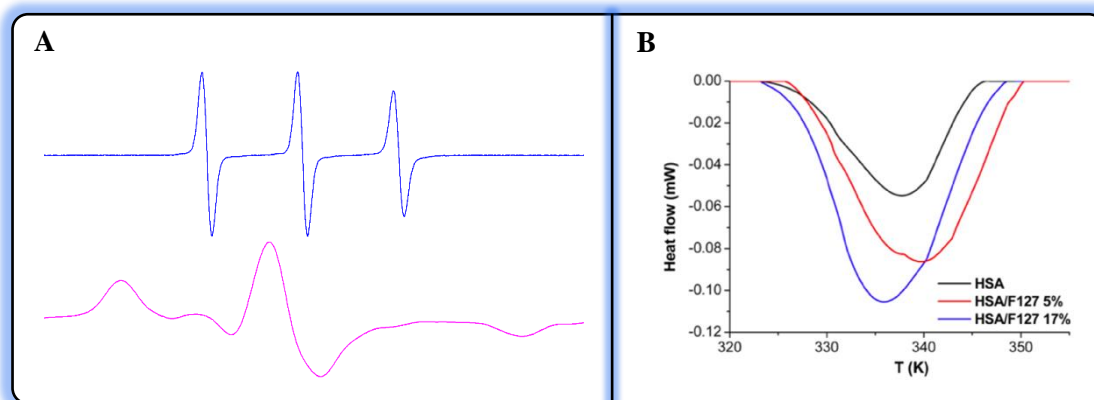 A
B
0.00
-0.02
-0.04
-0.06
-0.08
-0.10
-0.12
Heat flow (mW)
HSA
HSA/F127 5%
HSA/F127 17%
320
330
340
350
T (K)